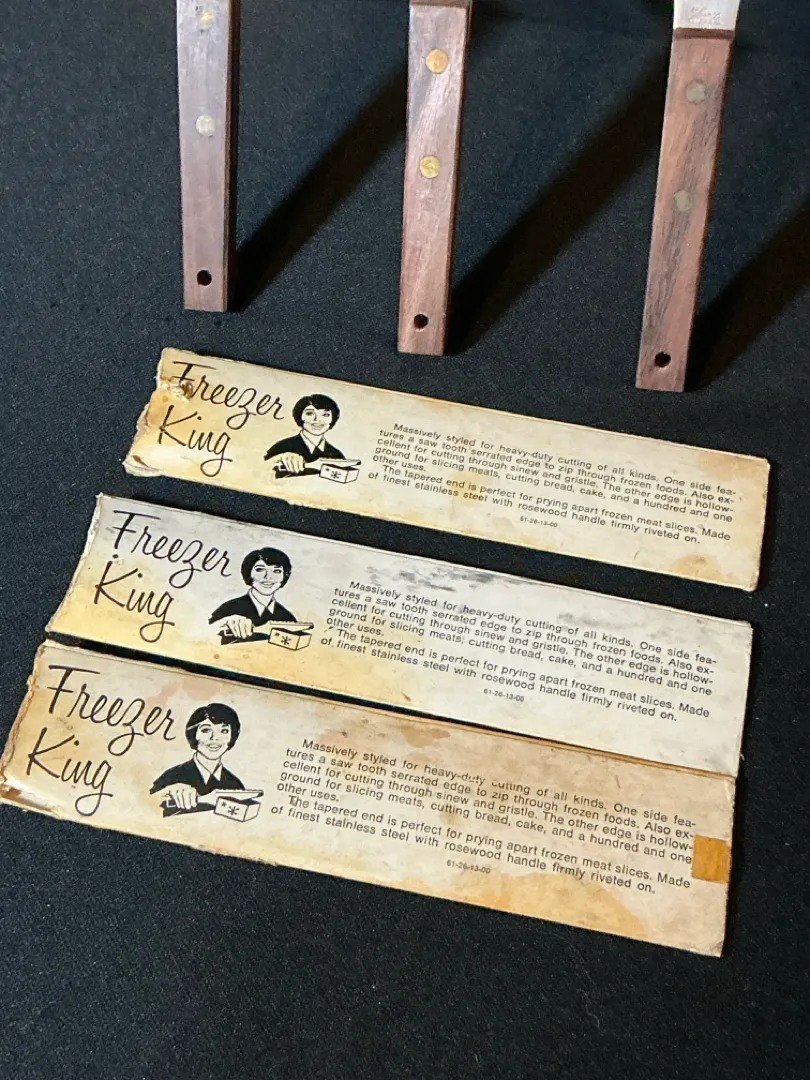 Freezer
King
Massively styled for heavy-duty cutting of all kinds. One side fea-
tures a saw tooth serrated edge to zip through frozen foods. Also ex-
cellent for cutting through sinew and gristle. The other edge is hollow-
ground for slicing meats, cutting bread, cake, and a hundred and one
other uses.
The tapered end is perfect for prying apart frozen meat slices. Made
of finest stainless steel with rosewood handle firmly riveted on.
61-26-13-00
Freezer
King
Massively styled for heavy-duty cutting of all kinds. One side fea-
tures a saw tooth serrated edge to zip through frozen foods. Also ex-
cellent for cutting through sinew and gristle. The other edge is hollow-
ground for slicing meats, cutting bread, cake, and a hundred and one
other uses.
The tapered end is perfect for prying apart frozen meat slices. Made
of finest stainless steel with rosewood handle firmly riveted on.
61-26-13-00
Freezer
King
Massively styled for heavy-duty cutting of all kinds. One side fea-
tures a saw tooth serrated edge to zip through frozen foods. Also ex-
cellent for cutting through sinew and gristle. The other edge is hollow-
ground for slicing meats, cutting bread, cake, and a hundred and one
other uses.
The tapered end is perfect for prying apart frozen meat slices. Made
of finest stainless steel with rosewood handle firmly riveted on.
61-26-13-00